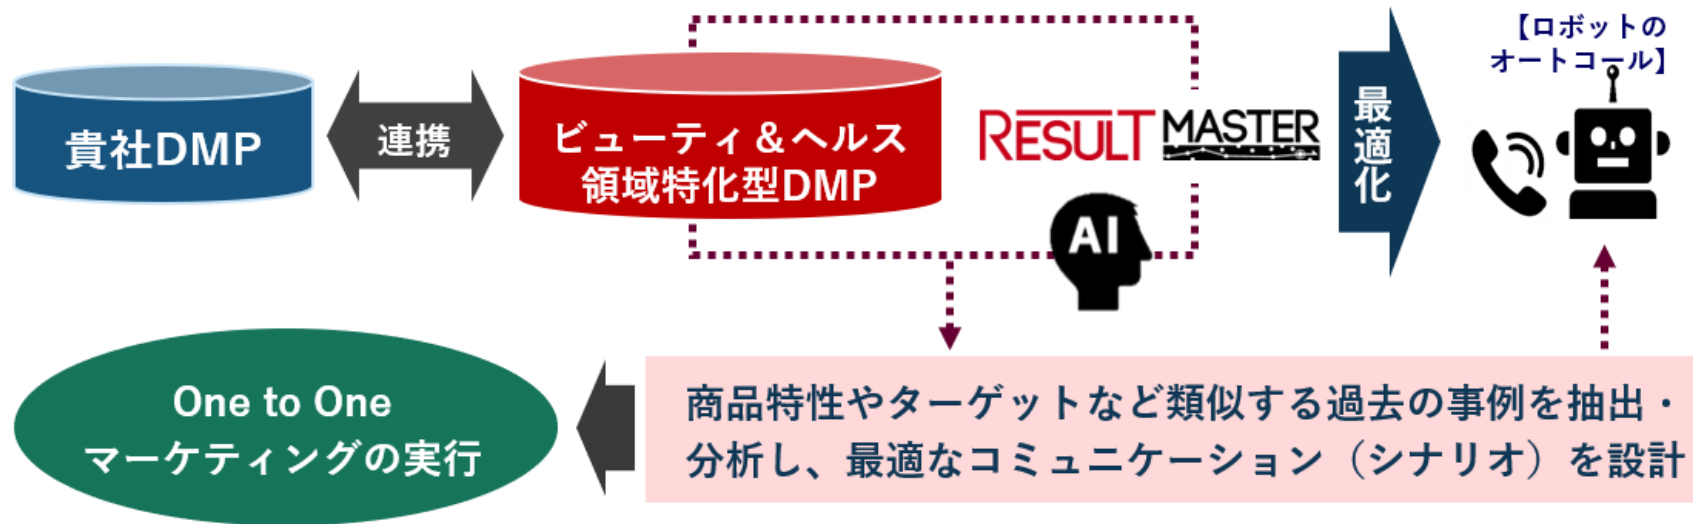 【ロボットの
オートコール】
貴社DMP
連携
ビューティ＆ヘルス
領域特化型DMP
RESULT MASTER
AI
最適化
One to One
マーケティングの実行
商品特性やターゲットなど類似する過去の事例を抽出・
分析し、最適なコミュニケーション（シナリオ）を設計